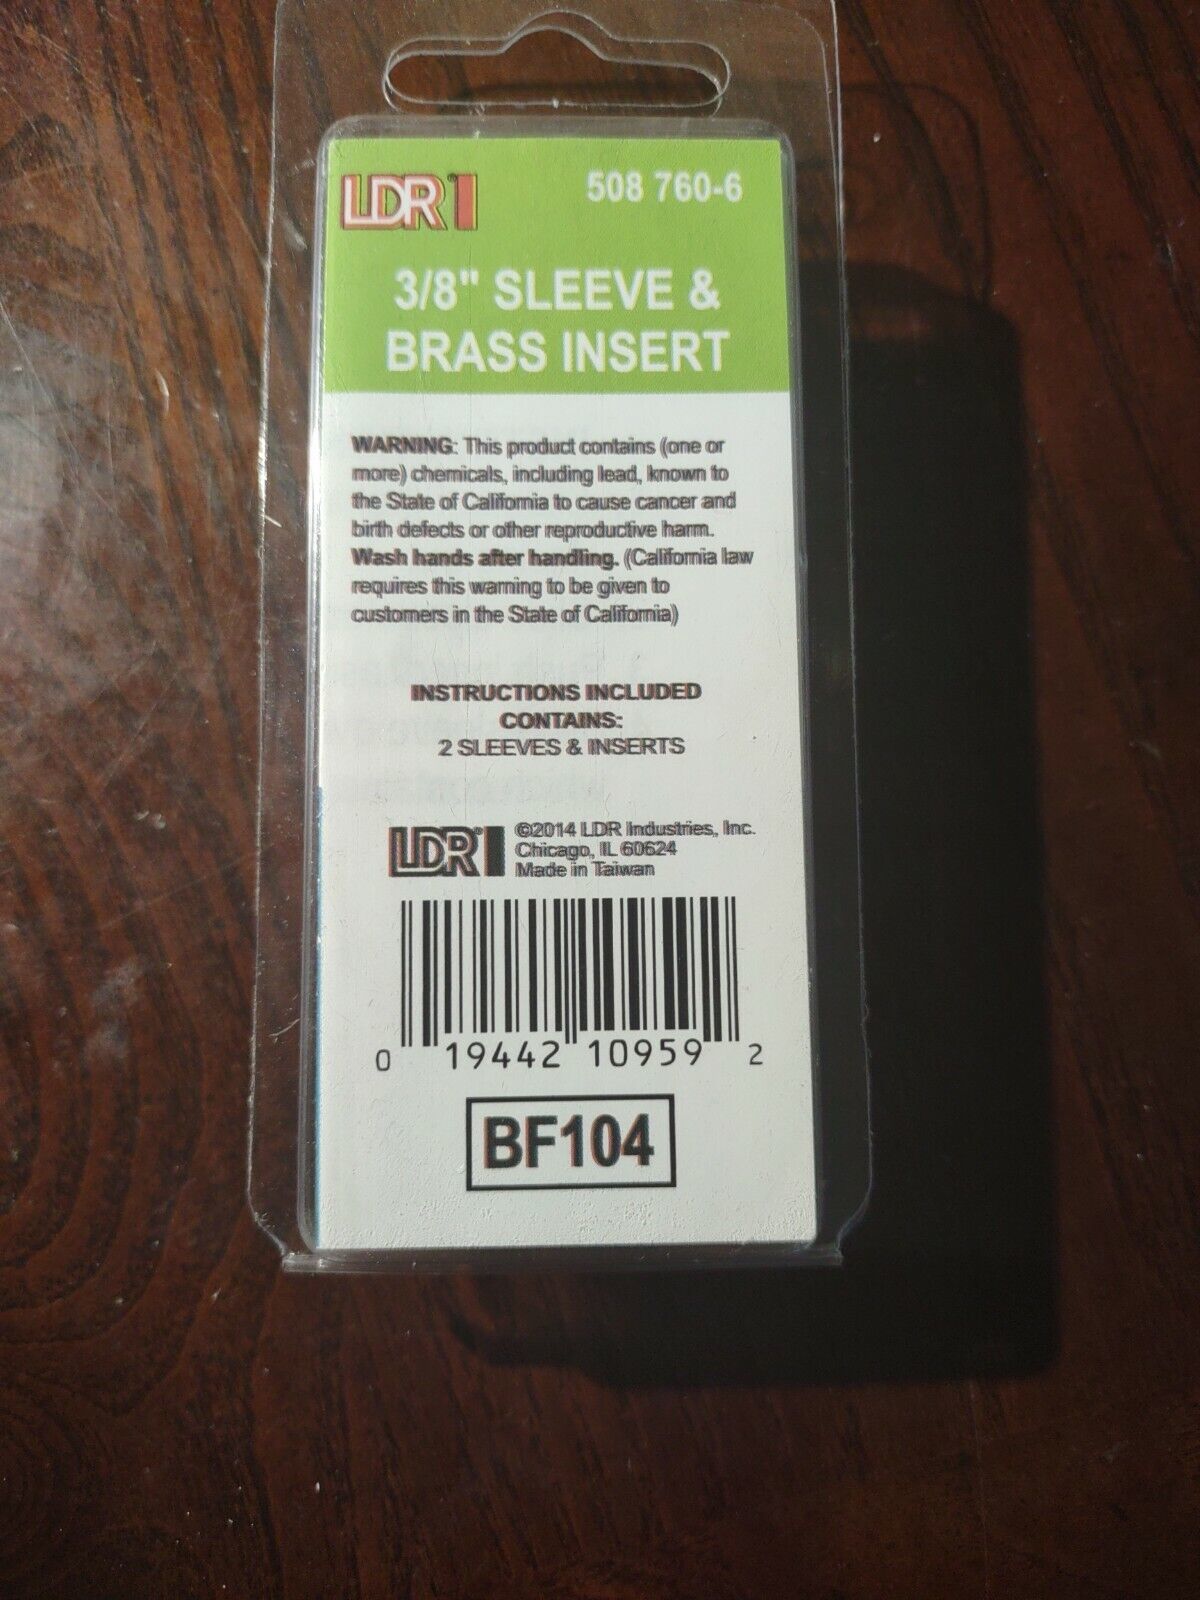 LDR® 508 760-6
3/8" SLEEVE &
BRASS INSERT
WARNING: This product contains (one or
more) chemicals, including lead, known to
the State of California to cause cancer and
birth defects or other reproductive harm.
Wash hands after handling. (California law
requires this warning to be given to
customers in the State of California)
INSTRUCTIONS INCLUDED
CONTAINS:
2 SLEEVES & INSERTS
LDR® ©2014 LDR Industries, Inc.
Chicago, IL 60624
Made in Taiwan
0 19442 10959 2
BF104